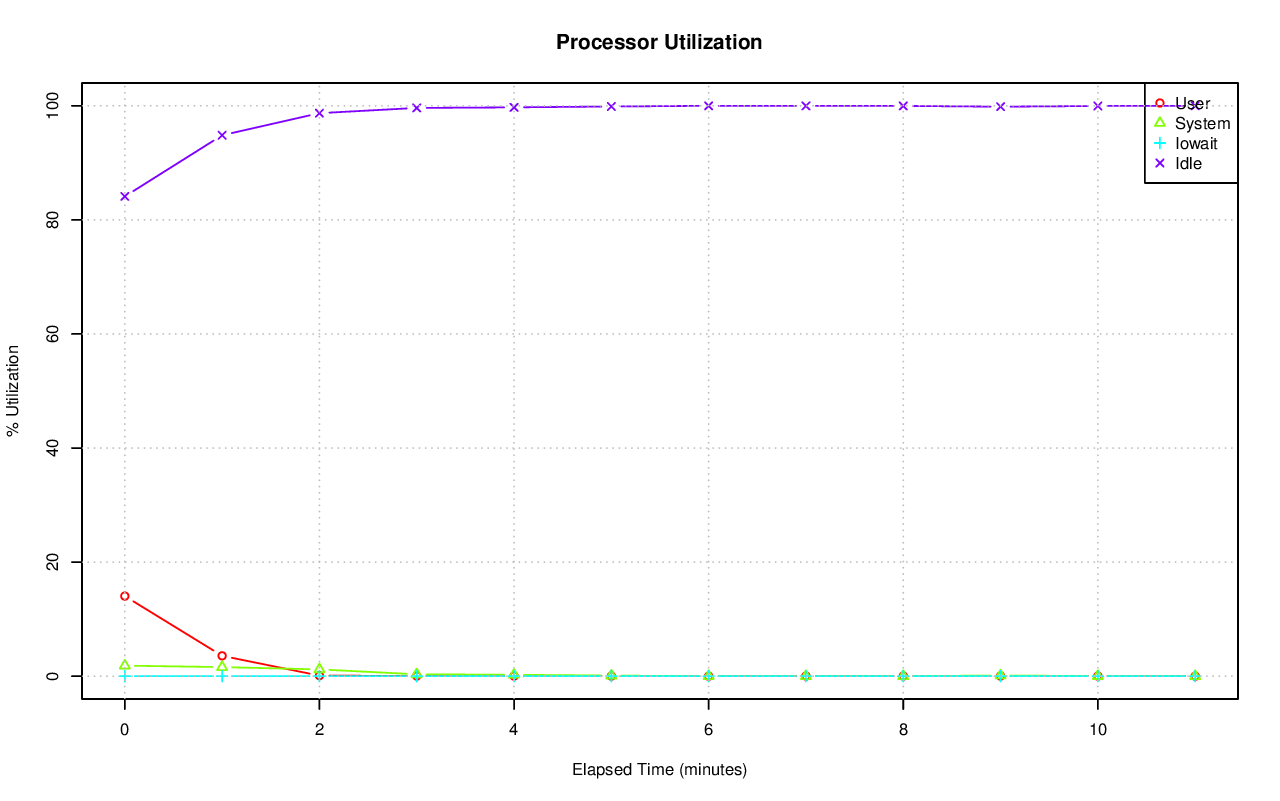 Processor Utilization
100
80
60
40
20
0
% Utilization
User
System
Iowait
Idle
0 2 4 6 8 10
Elapsed Time (minutes)